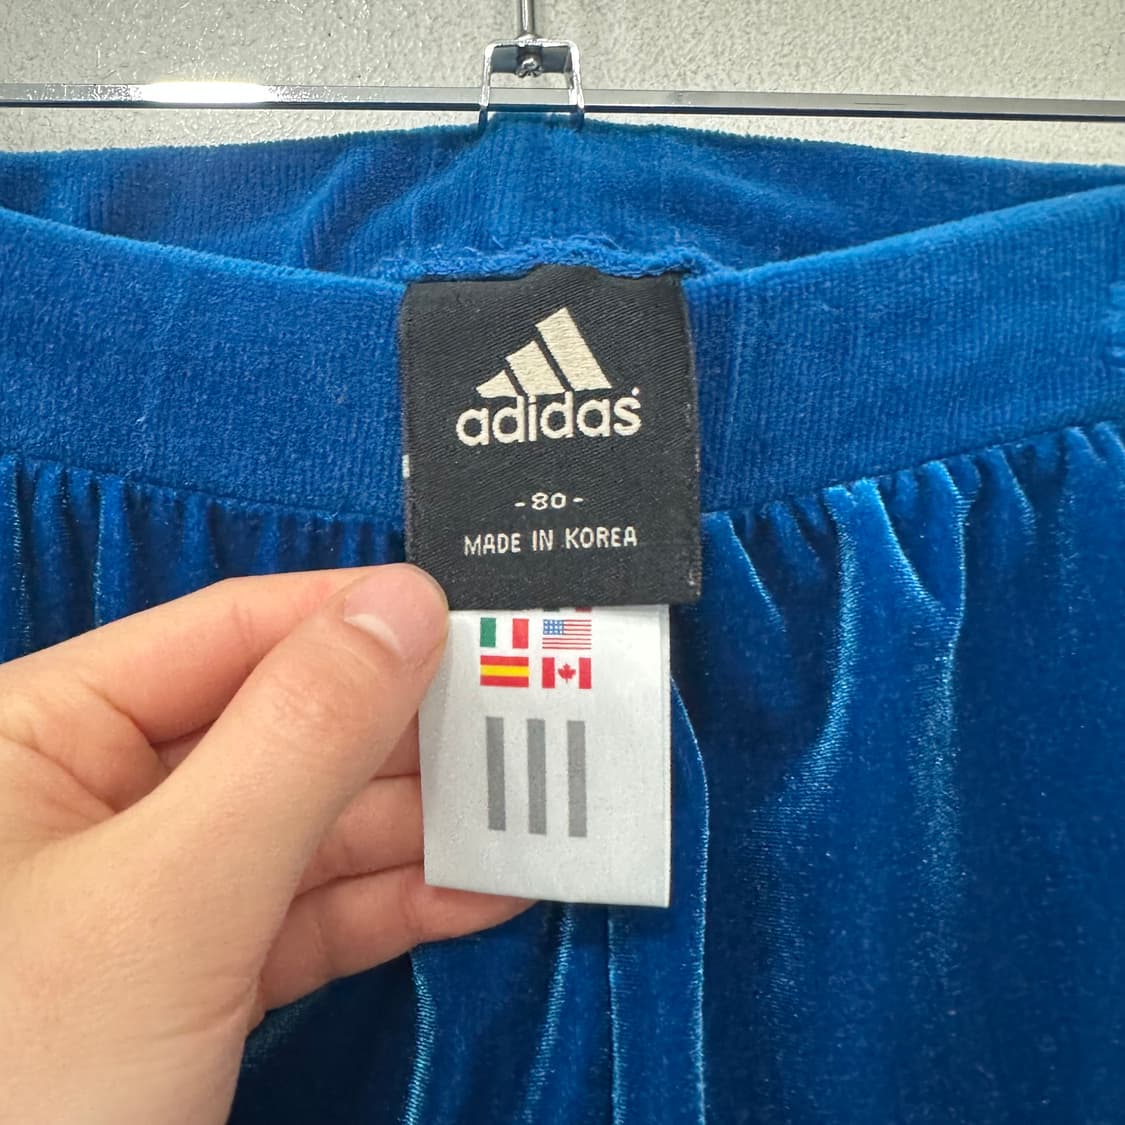 adidas
-80-
MADE IN KOREA